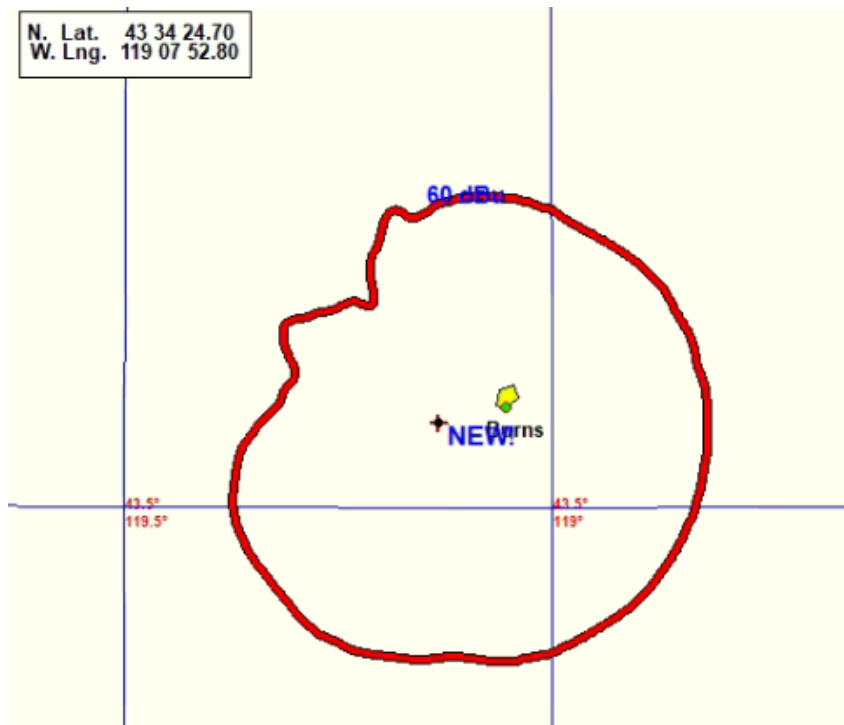 N. Lat. 43 34 24.70
W. Lng. 119 07 52.80
60 dBu
Burns
NEW!
43.5°
119.5°
43.5°
119°